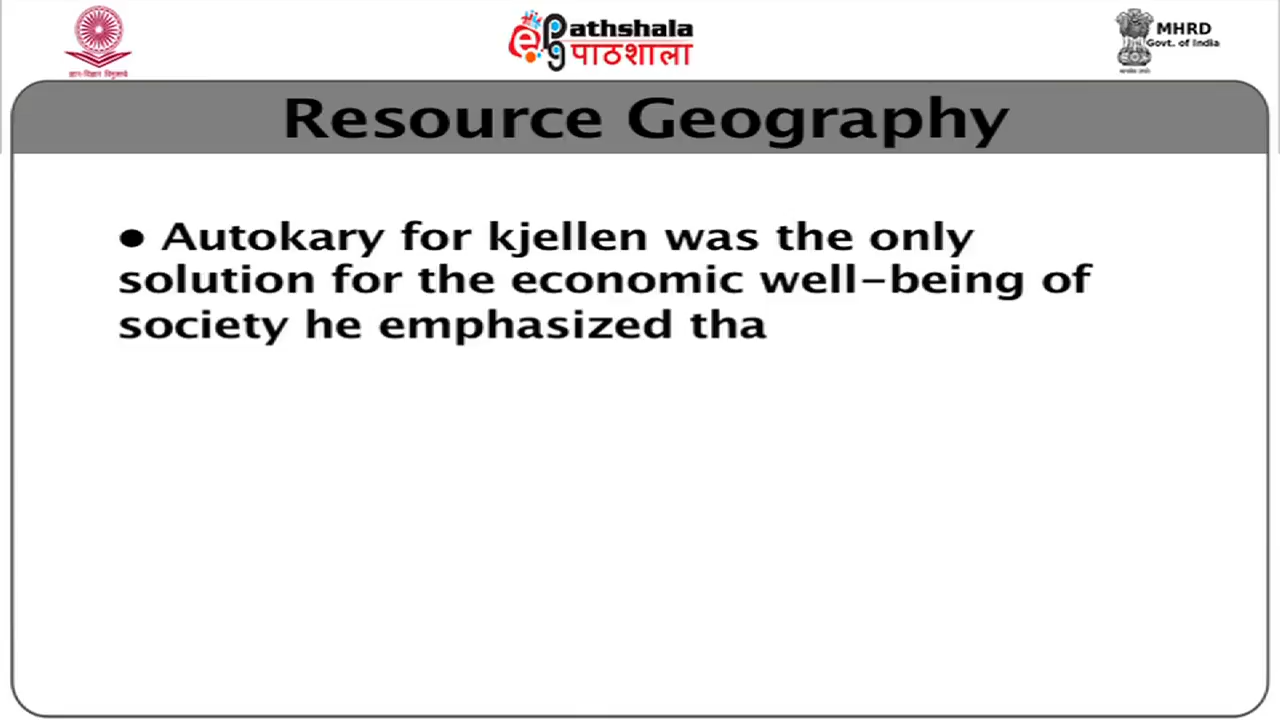 Pathshala
पाठशाला
MHRD
Govt. of India
Resource Geography
● Autokary for kjellen was the only
solution for the economic well-being of
society he emphasized tha